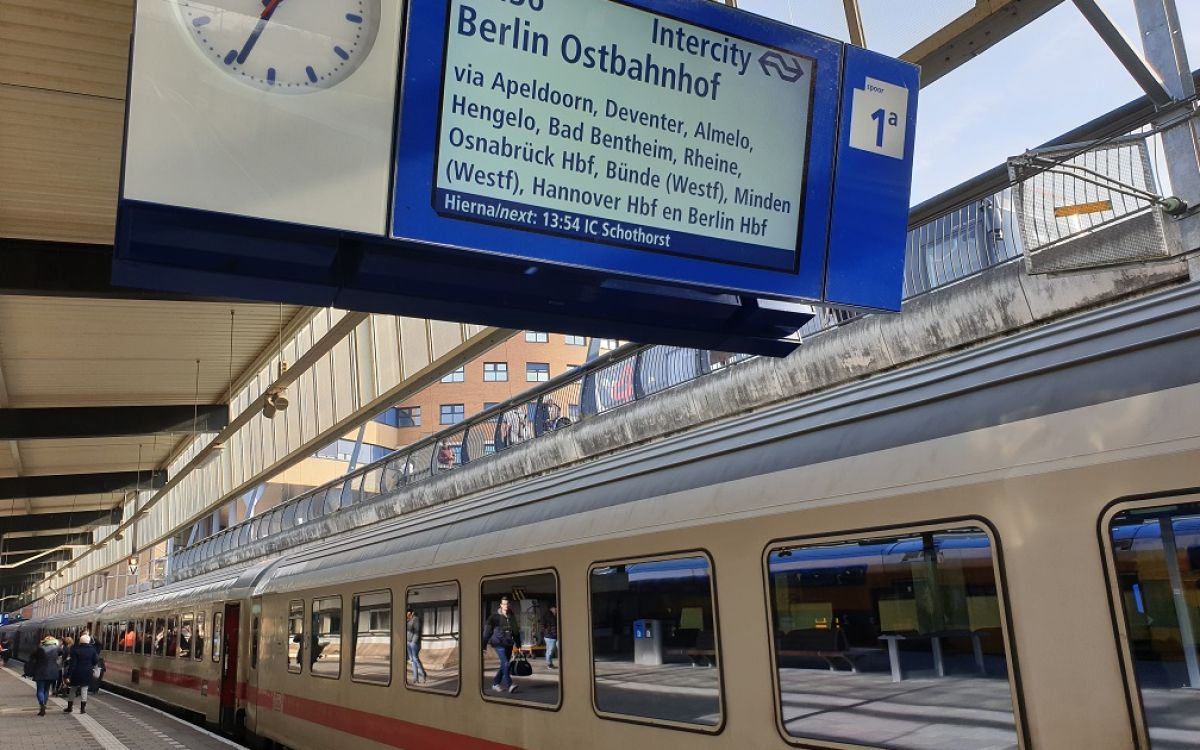 Intercity
Berlin Ostbahnhof
via Apeldoorn, Deventer, Almelo,
Hengelo, Bad Bentheim, Rheine,
Osnabrück Hbf, Bünde (Westf), Minden
(Westf), Hannover Hbf en Berlin Hbf
Hierna/next: 13:54 IC Schothorst
spoor
1a